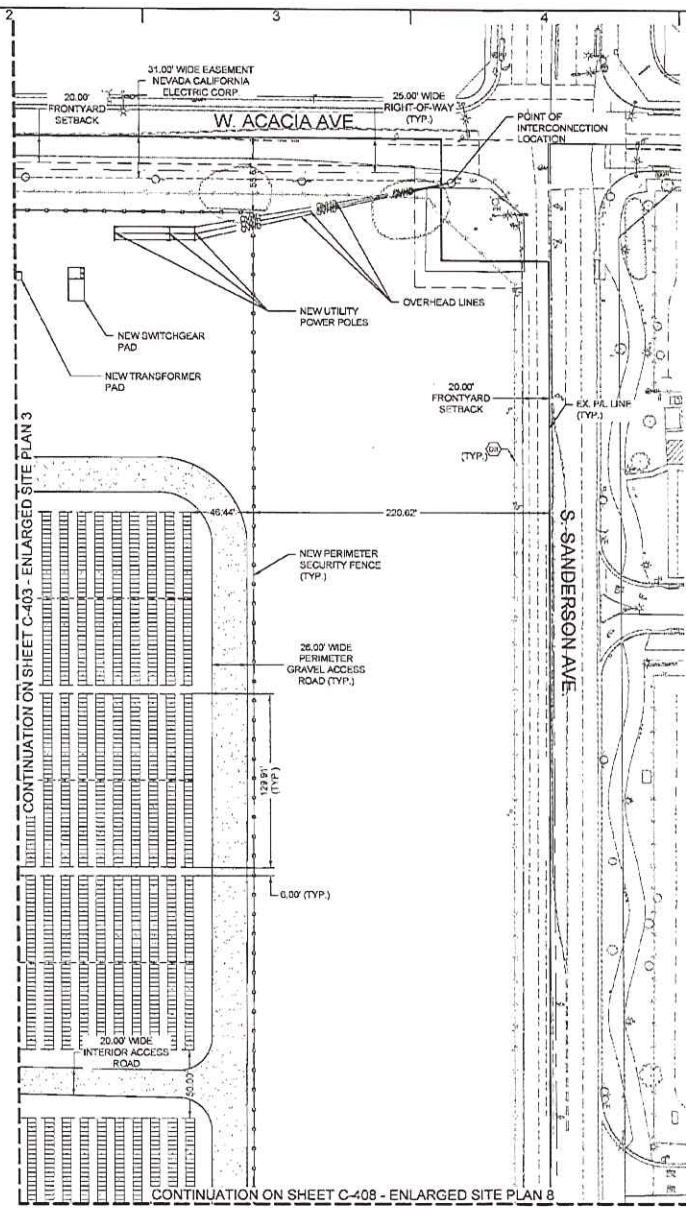 2
3
4
31.00' WIDE EASEMENT
NEVADA CALIFORNIA
ELECTRIC CORP.
20.00'
FRONTYARD
SETBACK
25.00' WIDE
RIGHT-OF-WAY
(TYP.)
W. ACACIA AVE
POINT OF
INTERCONNECTION
LOCATION
OVERHEAD LINES
NEW UTILITY
POWER POLES
NEW SWITCHGEAR
PAD
NEW TRANSFORMER
PAD
20.00'
FRONTYARD
SETBACK
EX. P/L LINE
(TYP.)
(TYP.)
CONTINUATION ON SHEET C-403 - ENLARGED SITE PLAN 3
46.44'
220.62'
S. SANDERSON AVE.
NEW PERIMETER
SECURITY FENCE
(TYP.)
26.00' WIDE
PERIMETER
GRAVEL ACCESS
ROAD (TYP.)
129.91'
(TYP.)
6.00' (TYP.)
20.00' WIDE
INTERIOR ACCESS
ROAD
50.00'
CONTINUATION ON SHEET C-408 - ENLARGED SITE PLAN 8